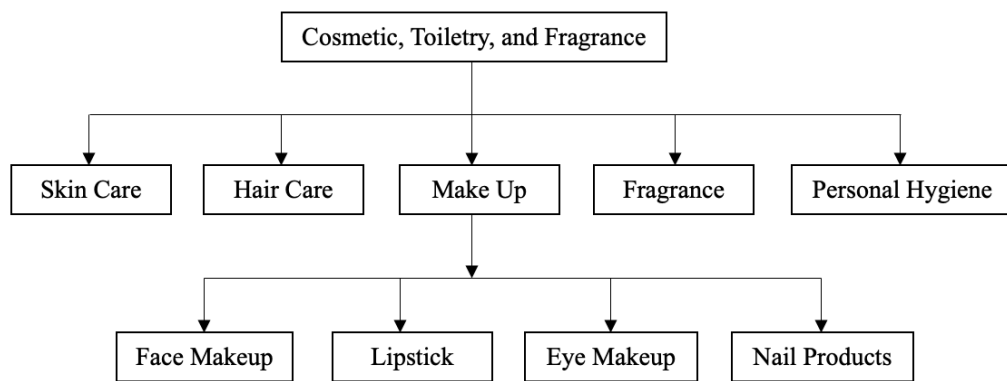 Cosmetic, Toiletry, and Fragrance
Skin Care
Hair Care
Make Up
Fragrance
Personal Hygiene
Face Makeup
Lipstick
Eye Makeup
Nail Products